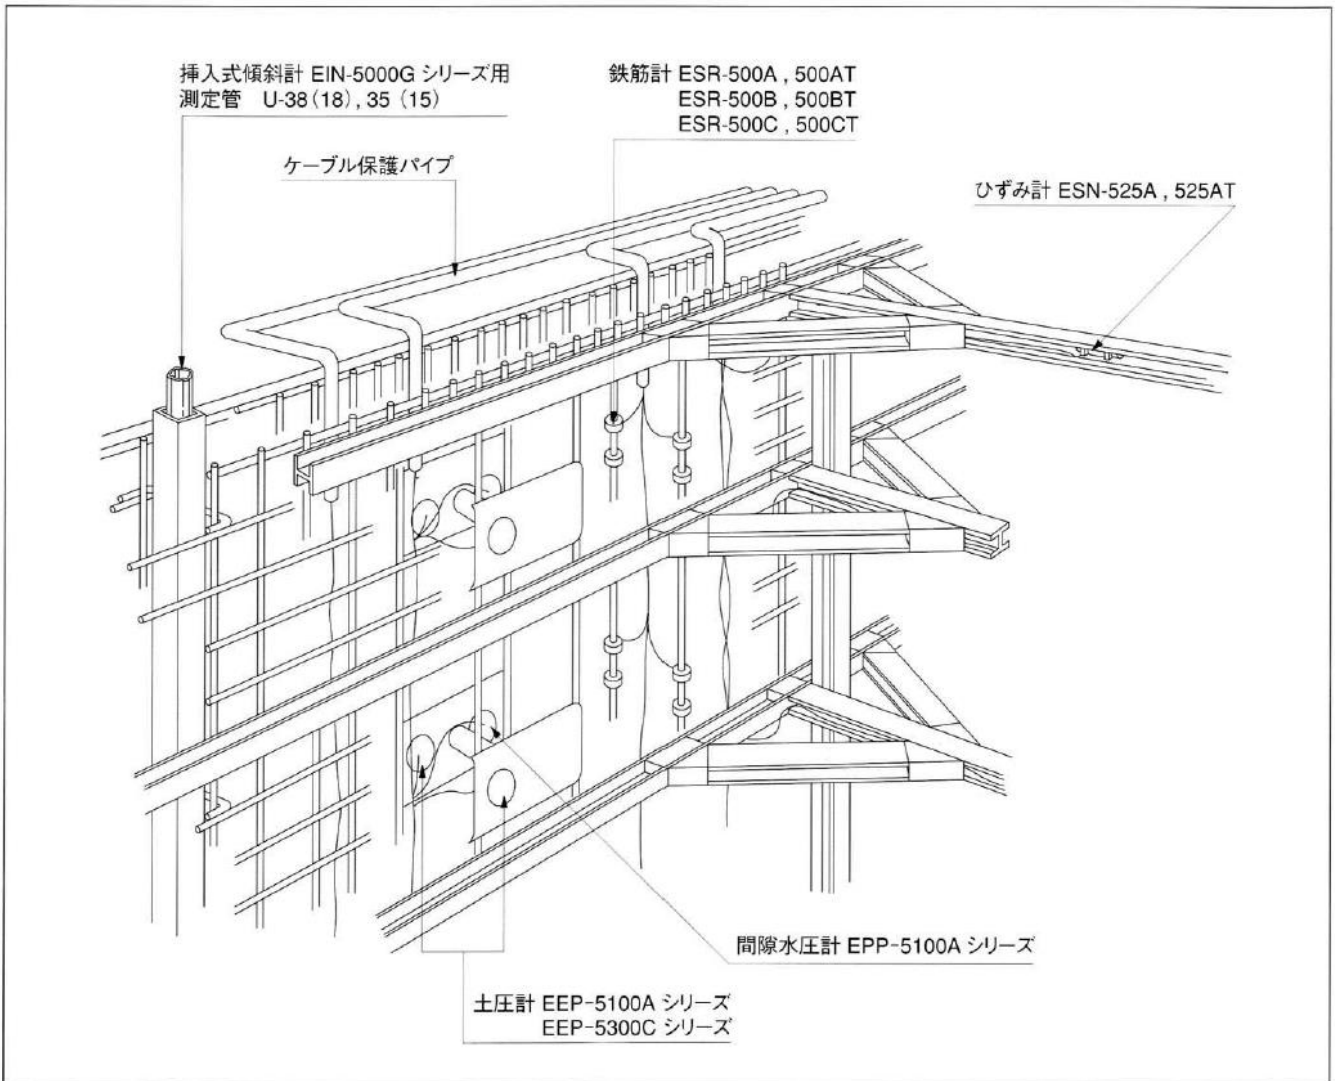 挿入式傾斜計 EIN-5000G シリーズ用
測定管 U-38(18), 35 (15)
鉄筋計 ESR-500A , 500AT
ESR-500B , 500BT
ESR-500C , 500CT
ケーブル保護パイプ
ひずみ計 ESN-525A , 525AT
間隙水圧計 EPP-5100A シリーズ
土圧計 EEP-5100A シリーズ
EEP-5300C シリーズ